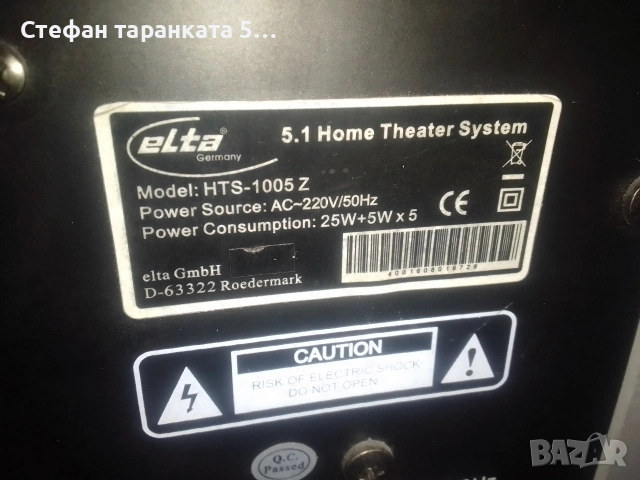 Стефан таранката 5...
elta®
Germany
5.1 Home Theater System
Model: HTS-1005 Z
Power Source: AC~220V/50Hz
Power Consumption: 25W+5W x 5
CE
elta GmbH
D-63322 Roedermark
4001608019728
CAUTION
RISK OF ELECTRIC SHOCK
DO NOT OPEN
Q.C.
Passed
BAZAR